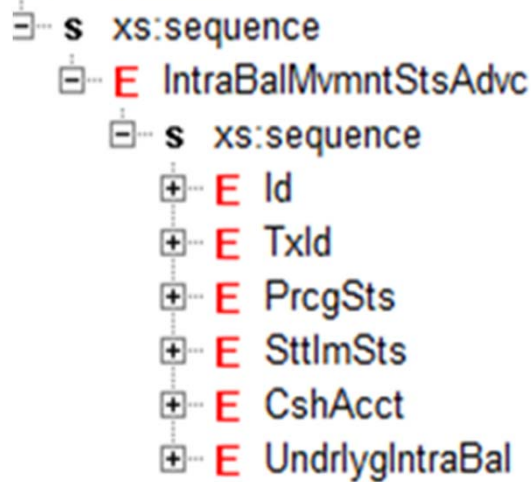 s xs:sequence
E IntraBalMvmntStsAdvc
s xs:sequence
E Id
E TxId
E PrcgSts
E SttlmSts
E CshAcct
E UndrlygIntraBal